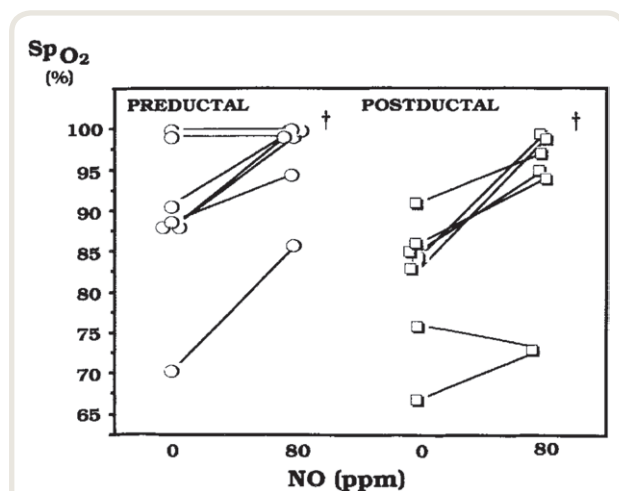 SpO₂
(%)
PREDUCTAL † POSTDUCTAL †
100
95
90
85
80
75
70
65
0 80 0 80
NO (ppm)